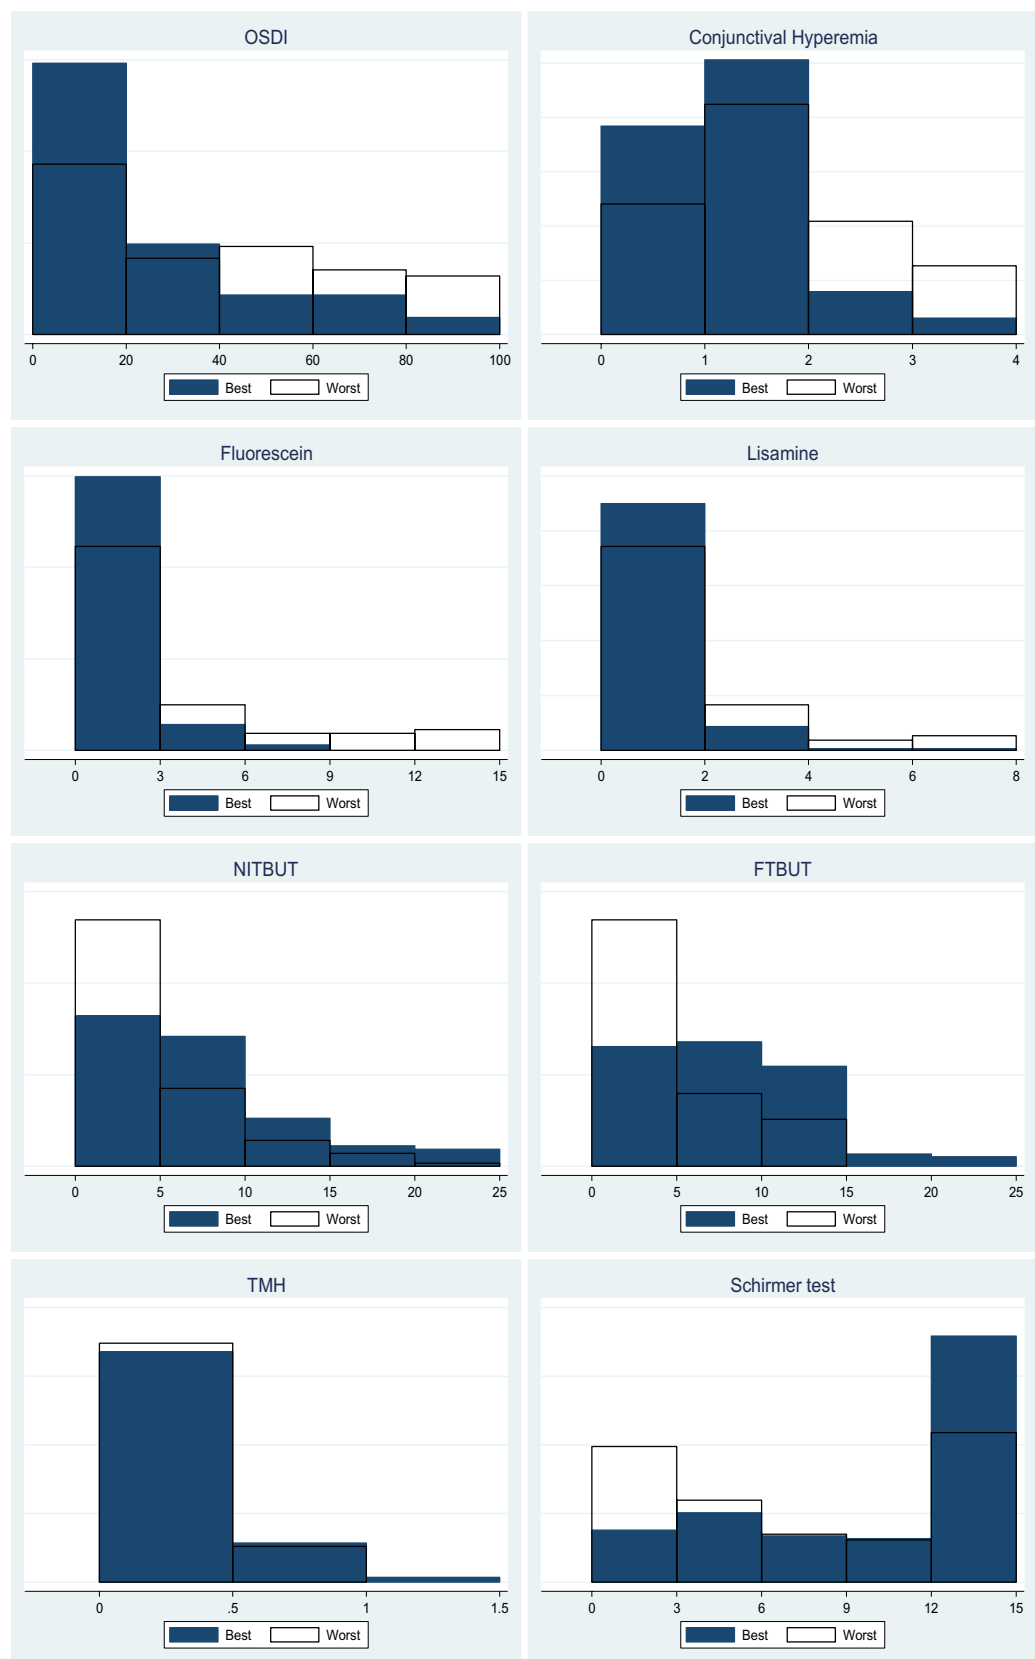 OSDI
0 20 40 60 80 100
Best Worst
Conjunctival Hyperemia
0 1 2 3 4
Best Worst
Fluorescein
0 3 6 9 12 15
Best Worst
Lisamine
0 2 4 6 8
Best Worst
NITBUT
0 5 10 15 20 25
Best Worst
FTBUT
0 5 10 15 20 25
Best Worst
TMH
0 .5 1 1.5
Best Worst
Schirmer test
0 3 6 9 12 15
Best Worst